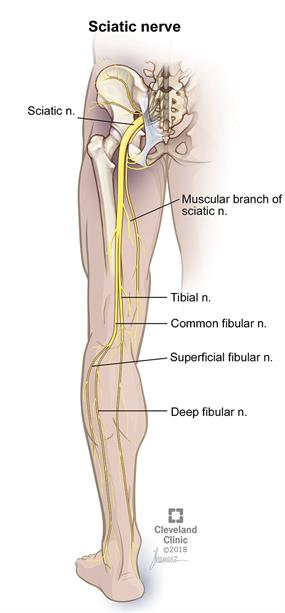 Sciatic nerve
Sciatic n.
Muscular branch of
sciatic n.
Tibial n.
Common fibular n.
Superficial fibular n.
Deep fibular n.
Cleveland
Clinic
©2018